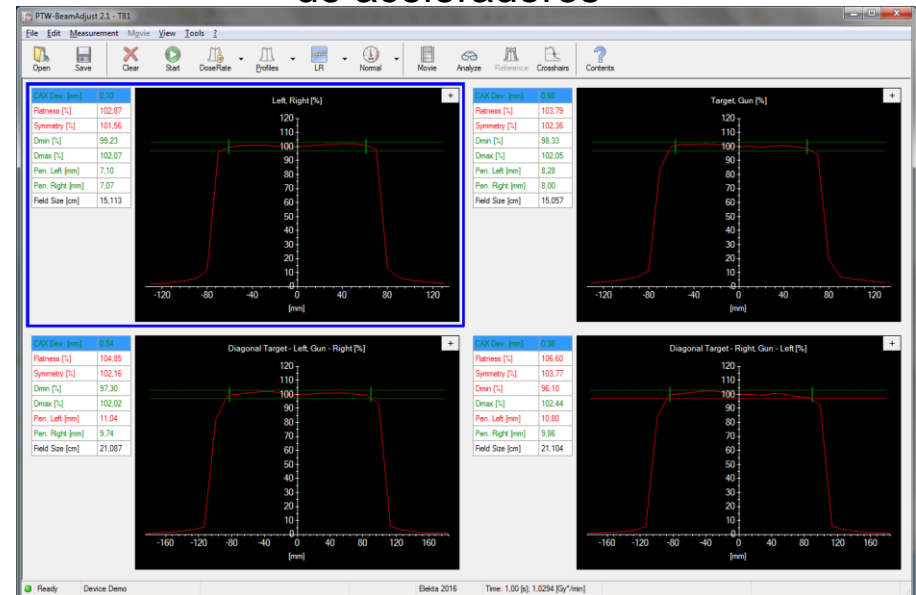 de aceleradores
PTW-BeamAdjust 2.1 - T81
File Edit Measurement Movie View Tools ?
Open Save Clear Start DoseRate Profiles LR Normal Movie Analyze Reference Crosshairs Contents
CAX Dev. [mm] 0,10
Flatness [%] 102,87
Symmetry [%] 101,56
Dmin [%] 99,23
Dmax [%] 102,07
Pen. Left [mm] 7,10
Pen. Right [mm] 7,07
Field Size [cm] 15,113
Left, Right [%]
+
120
110
100
90
80
70
60
50
40
30
20
10
0
-120 -80 -40 0 40 80 120
[mm]
CAX Dev. [mm] 0,60
Flatness [%] 103,79
Symmetry [%] 102,36
Dmin [%] 98,33
Dmax [%] 102,05
Pen. Left [mm] 8,28
Pen. Right [mm] 8,00
Field Size [cm] 15,057
Target, Gun [%]
+
120
110
100
90
80
70
60
50
40
30
20
10
0
-120 -80 -40 0 40 80 120
[mm]
CAX Dev. [mm] 0,54
Flatness [%] 104,85
Symmetry [%] 102,16
Dmin [%] 97,30
Dmax [%] 102,02
Pen. Left [mm] 11,04
Pen. Right [mm] 9,74
Field Size [cm] 21,087
Diagonal Target - Left, Gun - Right [%]
+
120
110
100
90
80
70
60
50
40
30
20
10
0
-160 -120 -80 -40 0 40 80 120 160
[mm]
CAX Dev. [mm] 0,38
Flatness [%] 106,60
Symmetry [%] 103,77
Dmin [%] 96,10
Dmax [%] 102,44
Pen. Left [mm] 10,80
Pen. Right [mm] 9,86
Field Size [cm] 21,104
Diagonal Target - Right, Gun - Left [%]
+
120
110
100
90
80
70
60
50
40
30
20
10
0
-160 -120 -80 -40 0 40 80 120 160
[mm]
Ready Device Demo Elekta 2016 Time: 1,00 [s]; 1,0294 [Gy*/min]